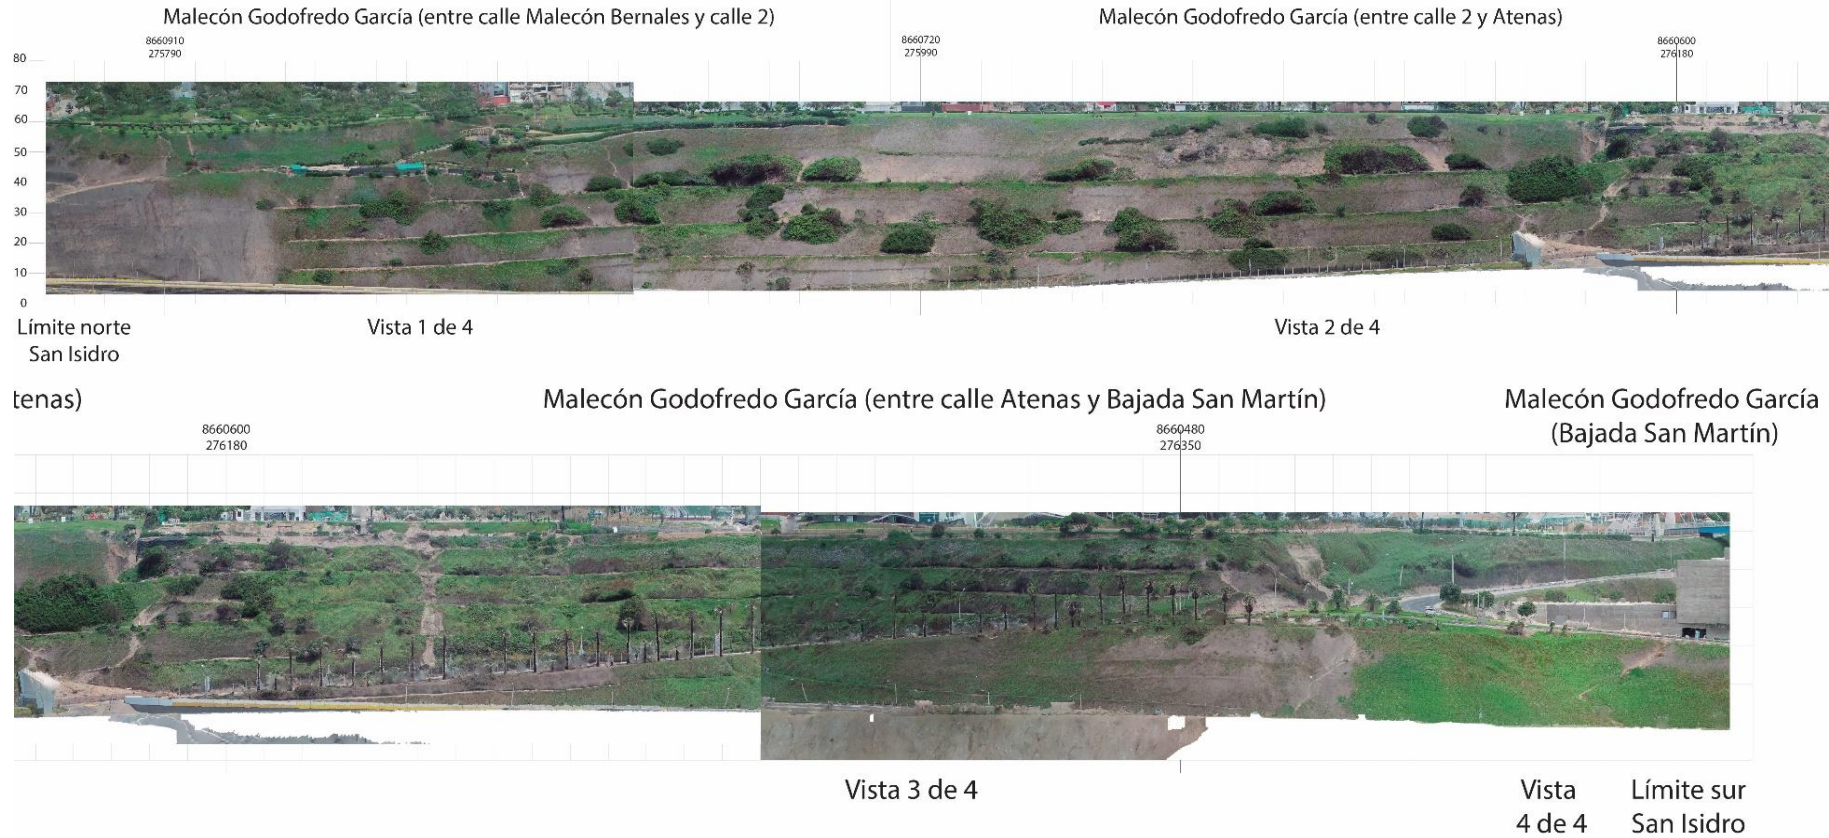 Malecón Godofredo García (entre calle Malecón Bernales y calle 2)
Malecón Godofredo García (entre calle 2 y Atenas)
8660910
275790
8660720
275990
8660600
276180
80
70
60
50
40
30
20
10
0
Límite norte
San Isidro
Vista 1 de 4
Vista 2 de 4
tenas)
Malecón Godofredo García (entre calle Atenas y Bajada San Martín)
Malecón Godofredo García
(Bajada San Martín)
8660600
276180
8660480
276350
Vista 3 de 4
Vista
4 de 4
Límite sur
San Isidro